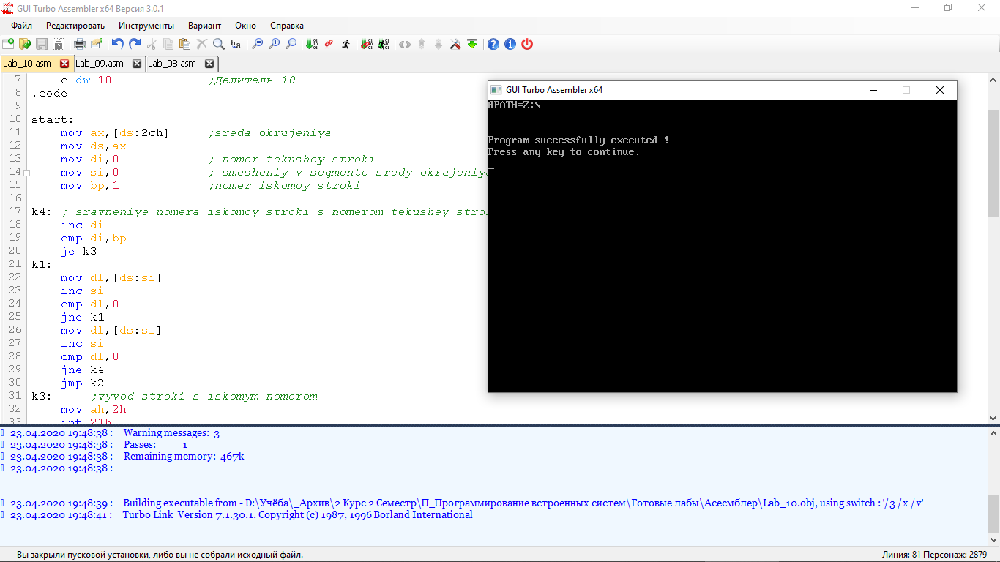 GUI Turbo Assembler x64 Версия 3.0.1
Файл Редактировать Инструменты Вариант Окно Справка
Lab_10.asm Lab_09.asm Lab_08.asm
7 c dw 10 ;Делитель 10
8 .code
9
10 start:
11 mov ax,[ds:2ch] ;sreda okrujeniya
12 mov ds,ax
13 mov di,0 ; nomer tekushey stroki
14 mov si,0 ; smesheniy v segmente sredy okrujeniya
15 mov bp,1 ;nomer iskomoy stroki
16
17 k4: ; sravneniye nomera iskomoy stroki s nomerom tekushey
18 inc di
19 cmp di,bp
20 je k3
21 k1:
22 mov dl,[ds:si]
23 inc si
24 cmp dl,0
25 jne k1
26 mov dl,[ds:si]
27 inc si
28 cmp dl,0
29 jne k4
30 jmp k2
31 k3: ;vyvod stroki s iskomym nomerom
32 mov ah,2h
33 int 21h
GUI Turbo Assembler x64
APATH=Z:\
Program successfully executed !
Press any key to continue.
23.04.2020 19:48:38 : Warning messages: 3
23.04.2020 19:48:38 : Passes: 1
23.04.2020 19:48:38 : Remaining memory: 467k
23.04.2020 19:48:38 :
23.04.2020 19:48:39 : Building executable from - D:\Учёба\_Архив\2 Курс 2 Семестр\П_Программирование встроенных систем\Готовые лабы\Асесмблер\Lab_10.obj, using switch : '/3 /x /v'
23.04.2020 19:48:41 : Turbo Link Version 7.1.30.1. Copyright (c) 1987, 1996 Borland International
Вы закрыли пусковой установки, либо вы не собрали исходный файл. Линия: 81 Персонаж: 2879